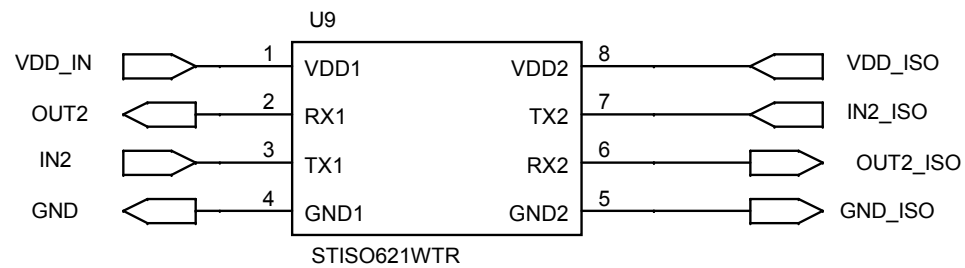 U9
VDD_IN 1 VDD1 VDD2 8 VDD_ISO
OUT2 2 RX1 TX2 7 IN2_ISO
IN2 3 TX1 RX2 6 OUT2_ISO
GND 4 GND1 GND2 5 GND_ISO
STISO621WTR